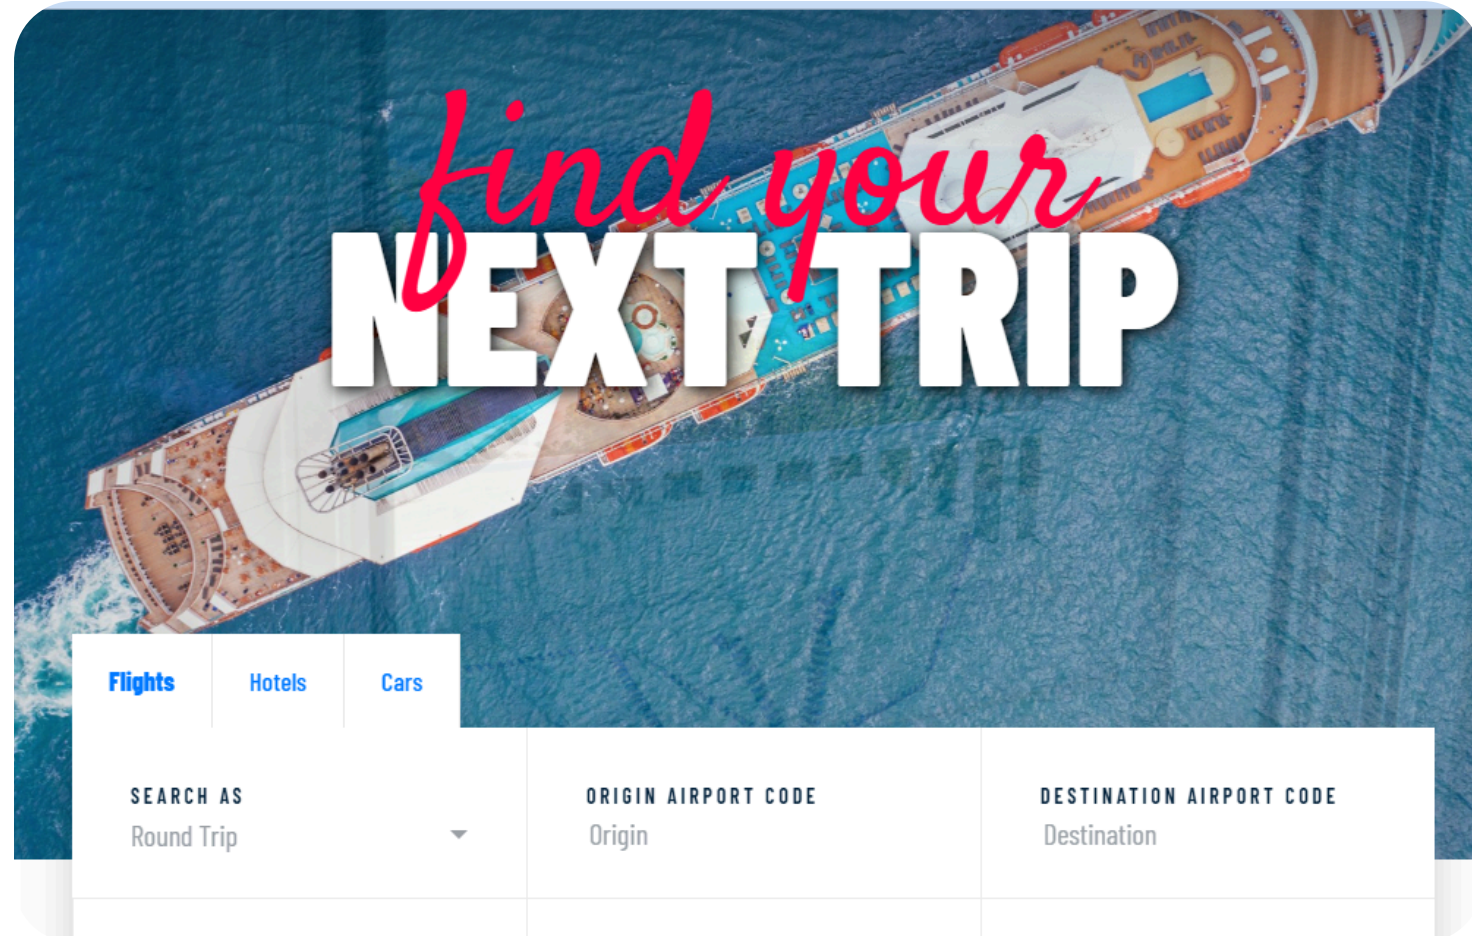 find your
NEXT TRIP
Flights
Hotels
Cars
SEARCH AS
Round Trip
ORIGIN AIRPORT CODE
Origin
DESTINATION AIRPORT CODE
Destination